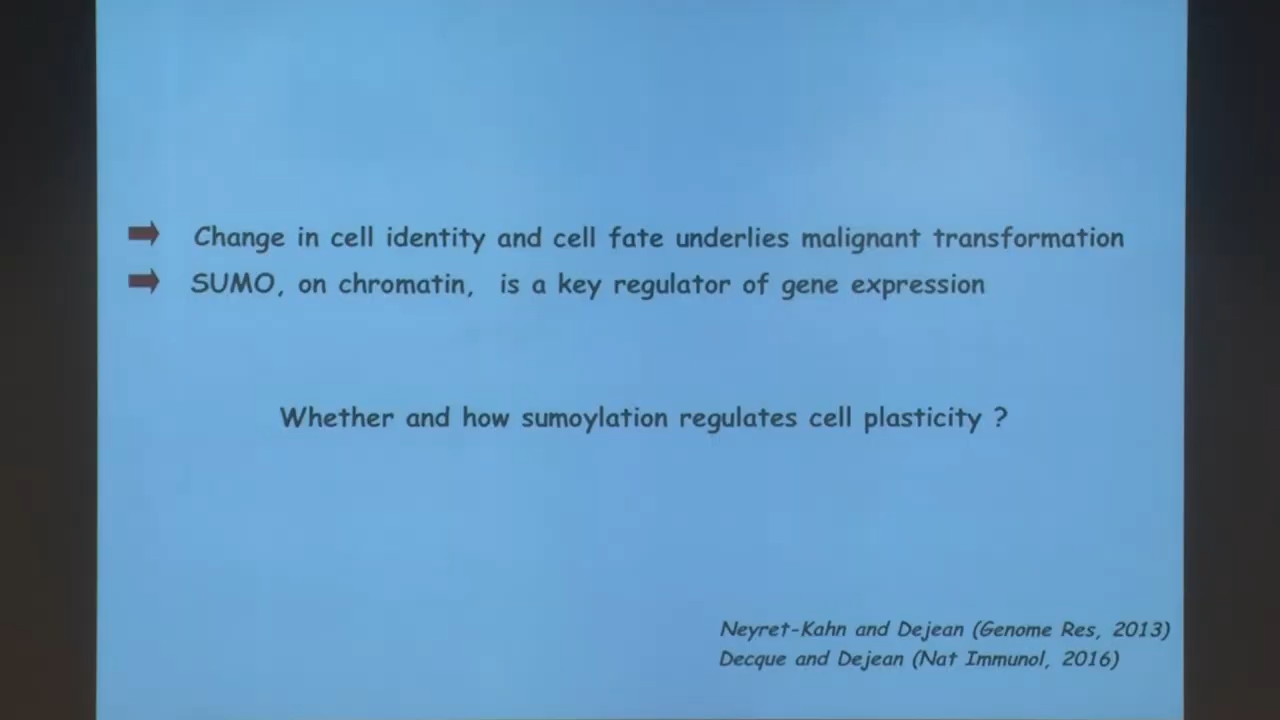 Change in cell identity and cell fate underlies malignant transformation
SUMO, on chromatin, is a key regulator of gene expression
Whether and how sumoylation regulates cell plasticity ?
Neyret-Kahn and Dejean (Genome Res, 2013)
Decque and Dejean (Nat Immunol, 2016)